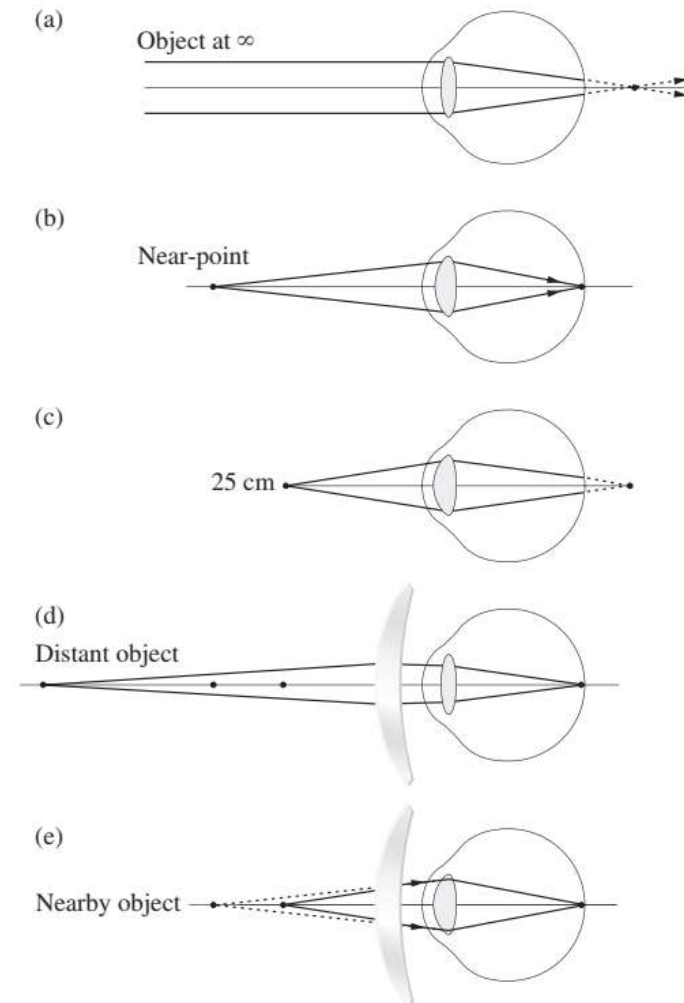 (a)
Object at ∞
(b)
Near-point
(c)
25 cm
(d)
Distant object
(e)
Nearby object